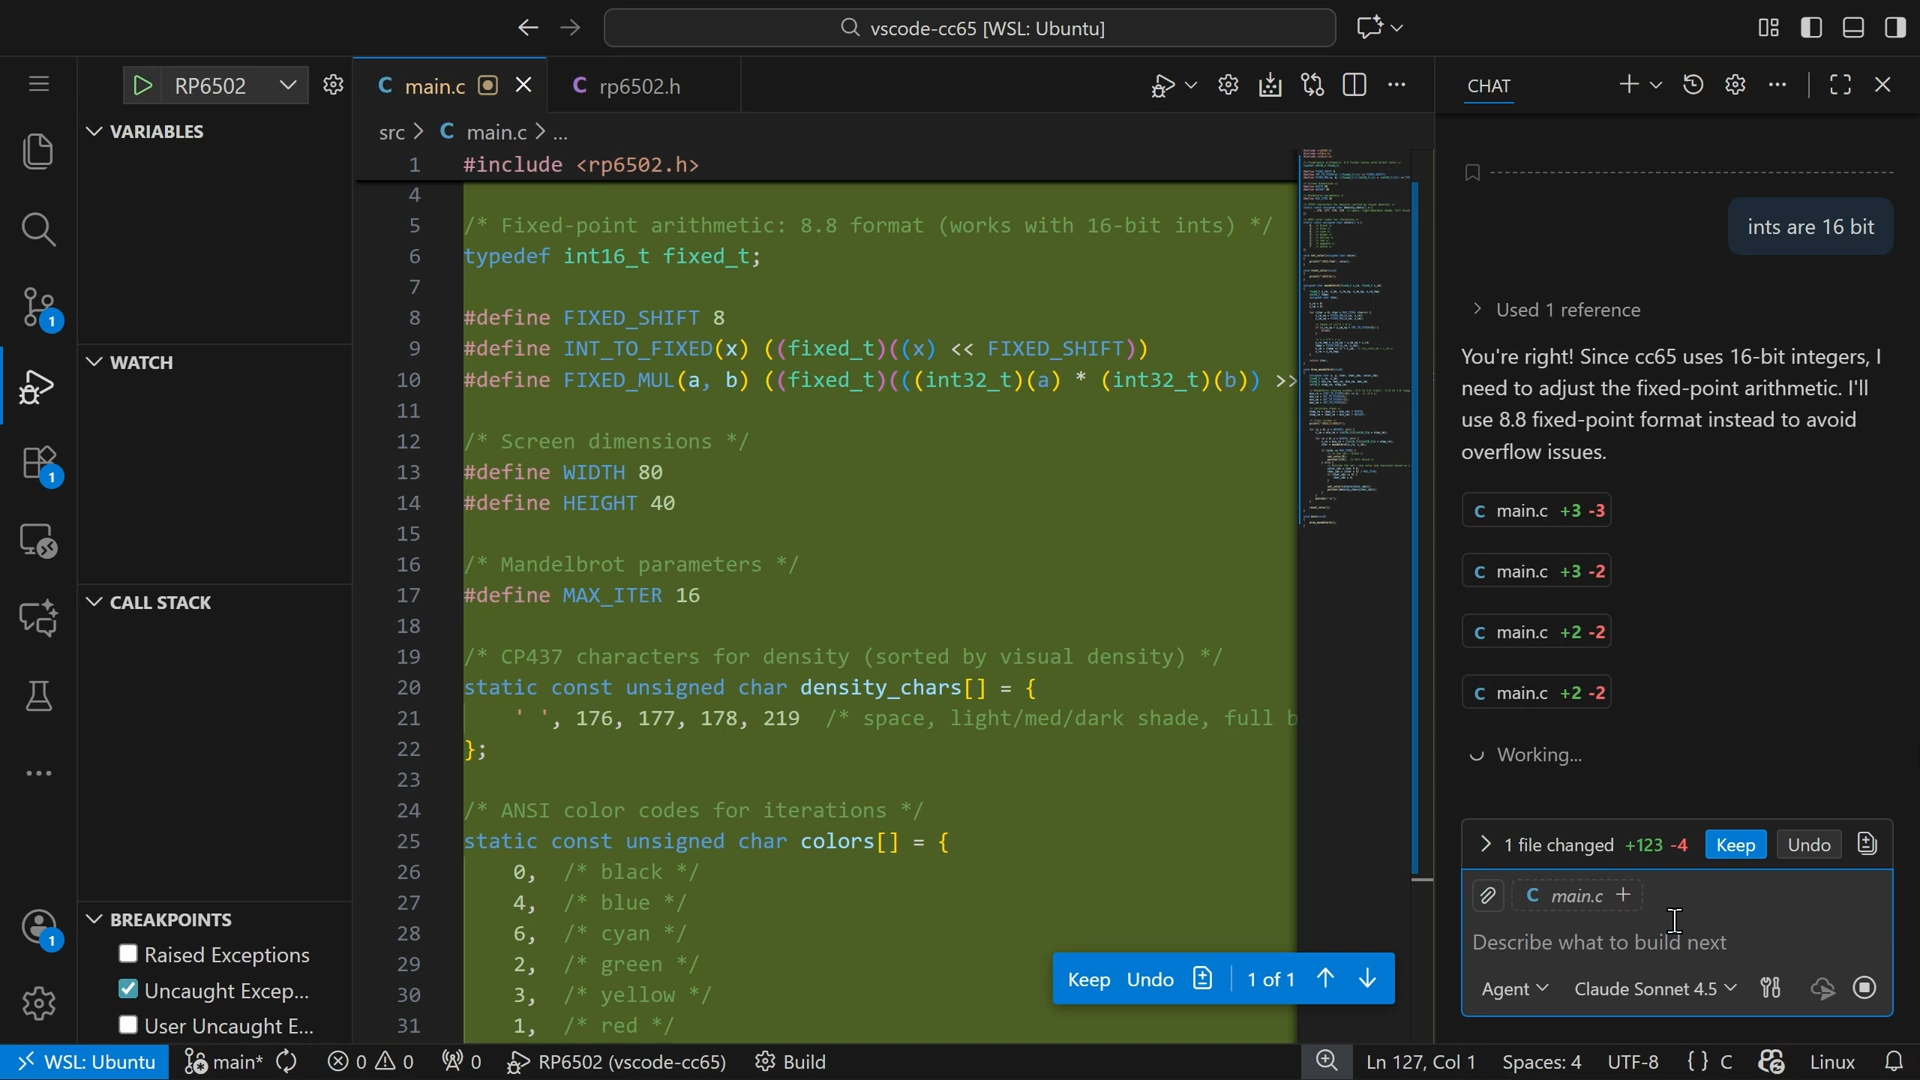 vscode-cc65 [WSL: Ubuntu]
RP6502
VARIABLES
WATCH
CALL STACK
BREAKPOINTS
Raised Exceptions
Uncaught Excep...
User Uncaught E...
1
1
1
C main.c
C rp6502.h
src > C main.c > ...
1 #include <rp6502.h>
4
5 /* Fixed-point arithmetic: 8.8 format (works with 16-bit ints) */
6 typedef int16_t fixed_t;
7
8 #define FIXED_SHIFT 8
9 #define INT_TO_FIXED(x) ((fixed_t)((x) << FIXED_SHIFT))
10 #define FIXED_MUL(a, b) ((fixed_t)(((int32_t)(a) * (int32_t)(b)) >>
11
12 /* Screen dimensions */
13 #define WIDTH 80
14 #define HEIGHT 40
15
16 /* Mandelbrot parameters */
17 #define MAX_ITER 16
18
19 /* CP437 characters for density (sorted by visual density) */
20 static const unsigned char density_chars[] = {
21 ' ', 176, 177, 178, 219 /* space, light/med/dark shade, full b
22 };
23
24 /* ANSI color codes for iterations */
25 static const unsigned char colors[] = {
26 0, /* black */
27 4, /* blue */
28 6, /* cyan */
29 2, /* green */
30 3, /* yellow */
31 1, /* red */
Keep Undo 1 of 1
CHAT
ints are 16 bit
Used 1 reference
You're right! Since cc65 uses 16-bit integers, I
need to adjust the fixed-point arithmetic. I'll
use 8.8 fixed-point format instead to avoid
overflow issues.
C main.c +3 -3
C main.c +3 -2
C main.c +2 -2
C main.c +2 -2
Working...
1 file changed +123 -4 Keep Undo
C main.c +
Describe what to build next
Agent Claude Sonnet 4.5
WSL: Ubuntu main* 0 0 0 RP6502 (vscode-cc65) Build Ln 127, Col 1 Spaces: 4 UTF-8 {} C Linux